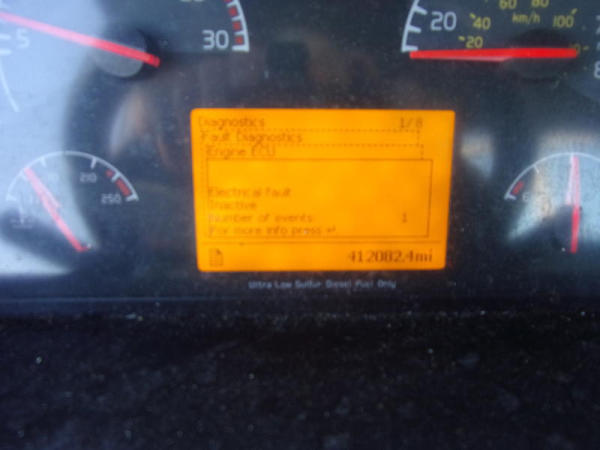 5
30
20
40
20
60
80
100
km/h
210
250
Diagnostics 1/8
Fault Diagnostics
Engine ECU
Electrical fault
Inactive
Number of events: 1
For more info press ↵.
412082.4mi
Ultra Low Sulfur Diesel Fuel Only